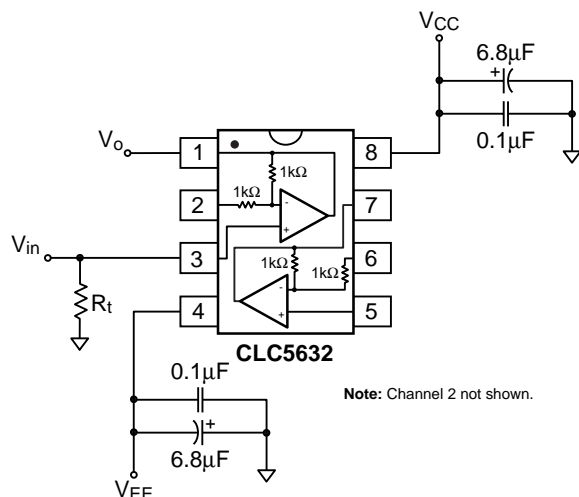 VCC
6.8µF
+
0.1µF
Vo
1
8
1kΩ
1kΩ
2
7
-
+
Vin
3
6
1kΩ
1kΩ
Rt
-
+
4
5
CLC5632
0.1µF
Note: Channel 2 not shown.
+
6.8µF
VEE